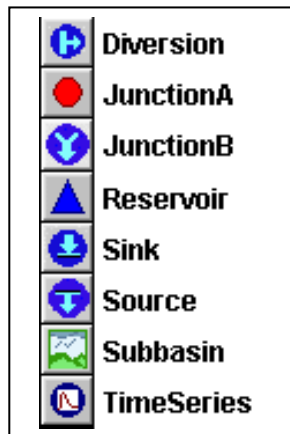 Diversion
JunctionA
JunctionB
Reservoir
Sink
Source
Subbasin
TimeSeries